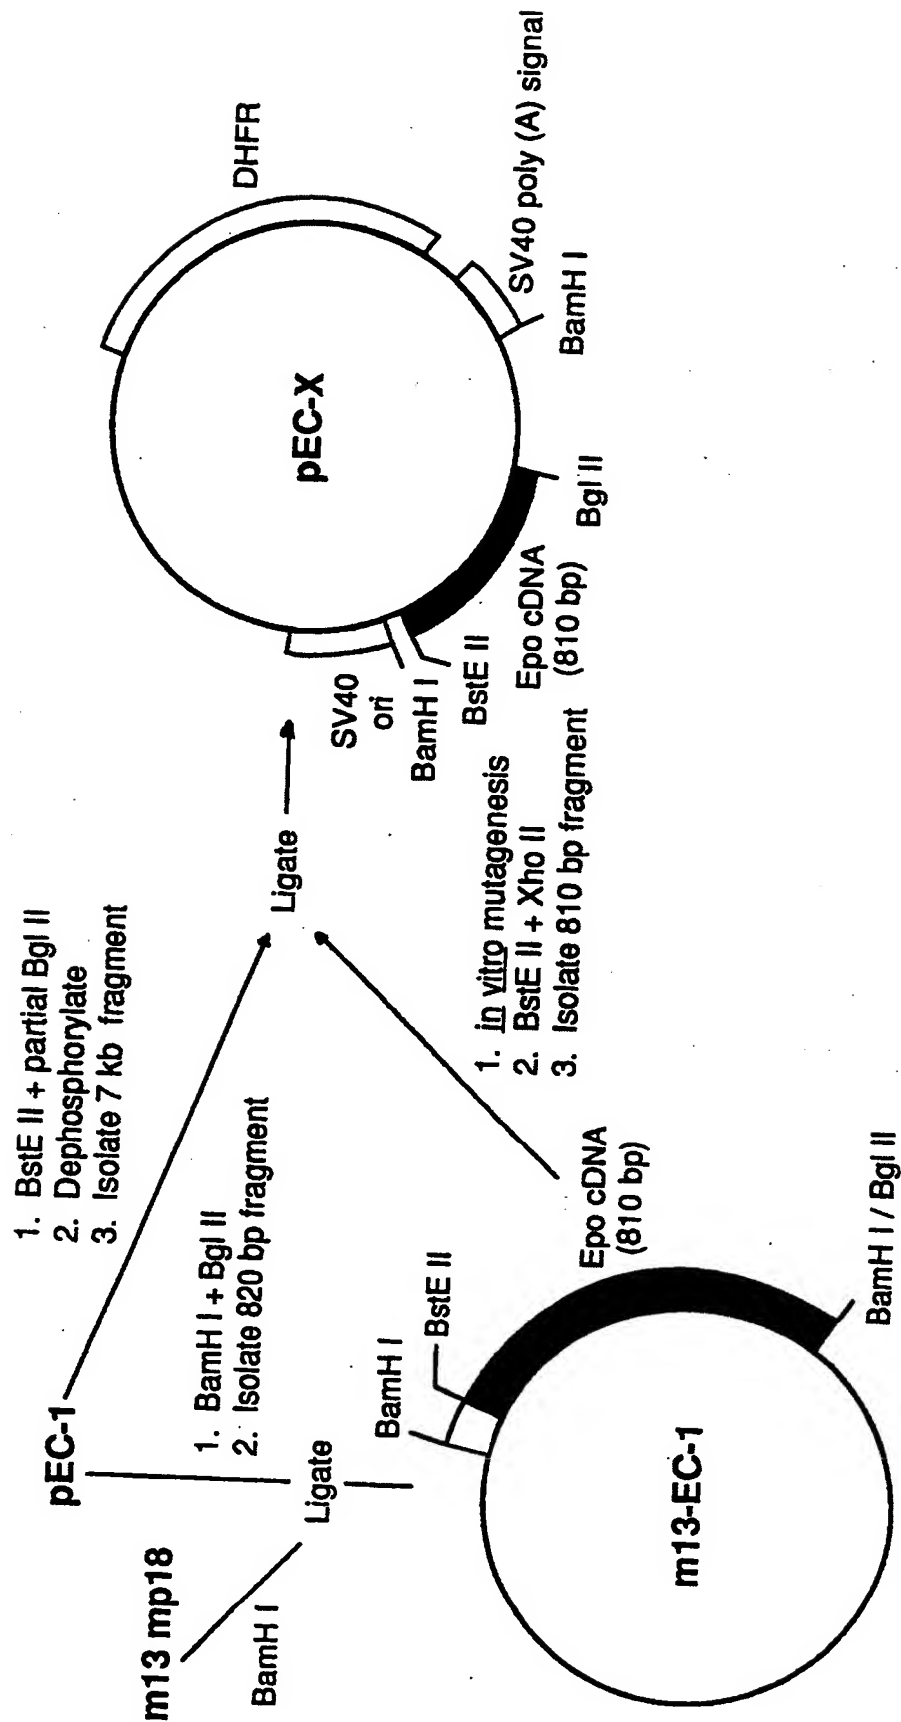 m13 mp18
BamH I
pEC-1
1. BamH I + Bgl II
2. Isolate 820 bp fragment
Ligate
1. BstE II + partial Bgl II
2. Dephosphorylate
3. Isolate 7 kb fragment
m13-EC-1
BamH I
BstE II
Epo cDNA
(810 bp)
BamH I / Bgl II
1. in vitro mutagenesis
2. BstE II + Xho II
3. Isolate 810 bp fragment
Ligate
pEC-X
DHFR
SV40 poly (A) signal
BamH I
Bgl II
Epo cDNA
(810 bp)
BstE II
BamH I
SV40
ori